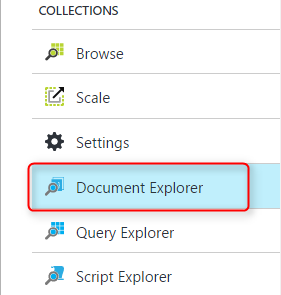 COLLECTIONS
Browse
Scale
Settings
Document Explorer
Query Explorer
Script Explorer